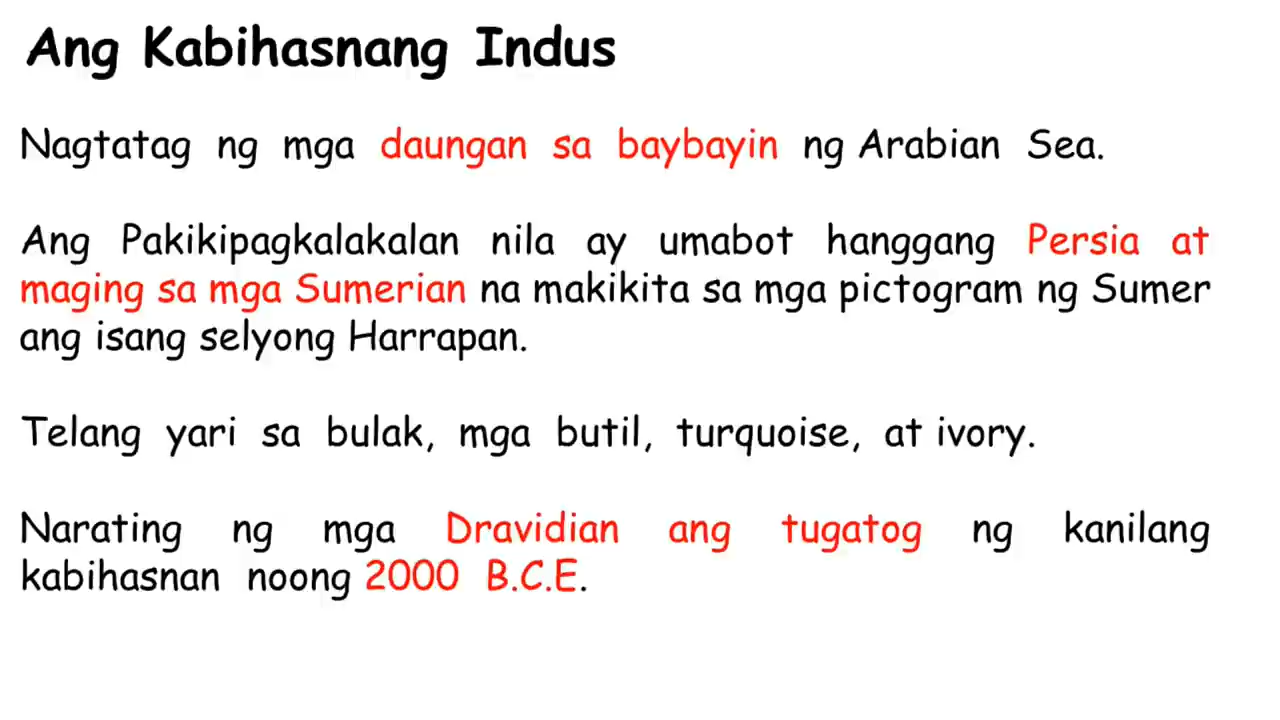 Ang Kabihasnang Indus
Nagtatag ng mga daungan sa baybayin ng Arabian Sea.
Ang Pakikipagkalakalan nila ay umabot hanggang Persia at
maging sa mga Sumerian na makikita sa mga pictogram ng Sumer
ang isang selyong Harrapan.
Telang yari sa bulak, mga butil, turquoise, at ivory.
Narating ng mga Dravidian ang tugatog ng kanilang
kabihasnan noong 2000 B.C.E.